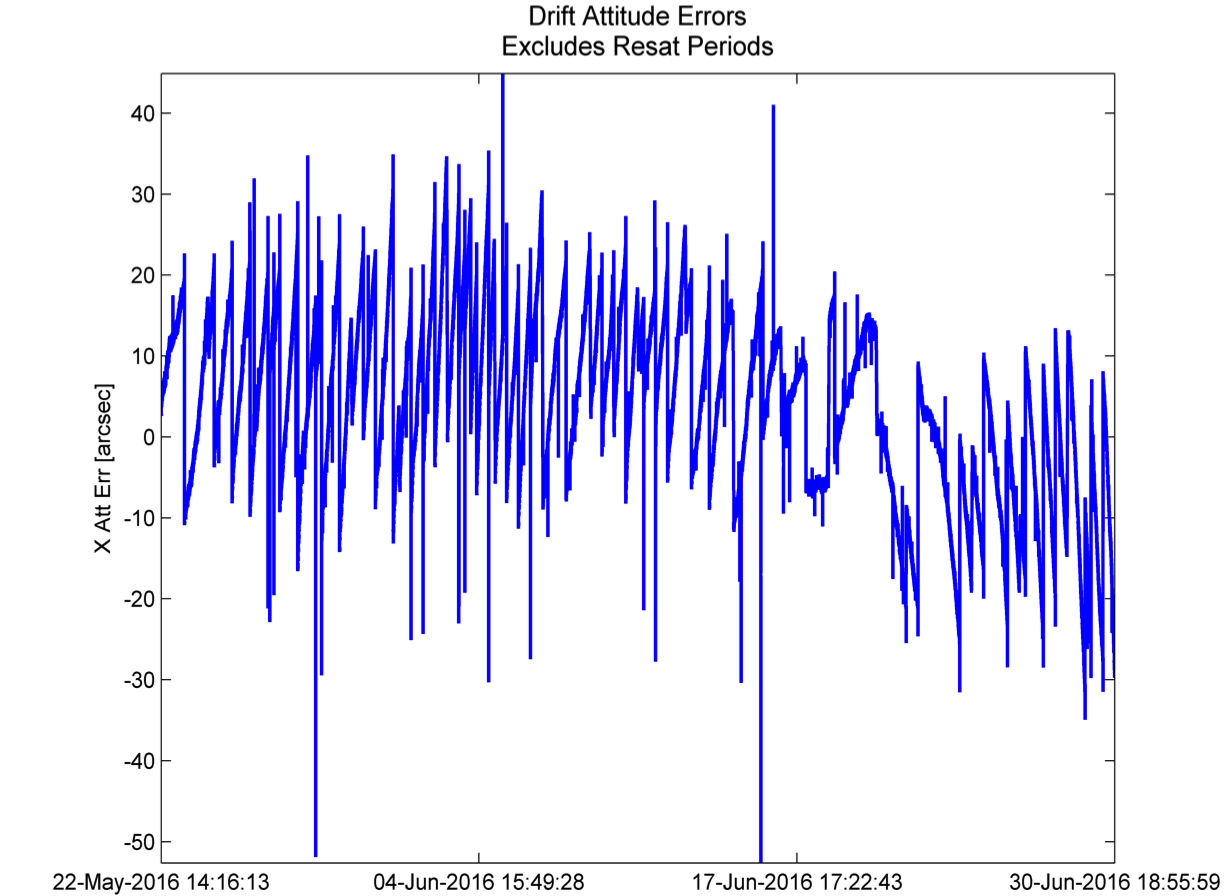 Drift Attitude Errors
Excludes Resat Periods
X Att Err [arcsec]
40
30
20
10
0
-10
-20
-30
-40
-50
22-May-2016 14:16:13 04-Jun-2016 15:49:28 17-Jun-2016 17:22:43 30-Jun-2016 18:55:59